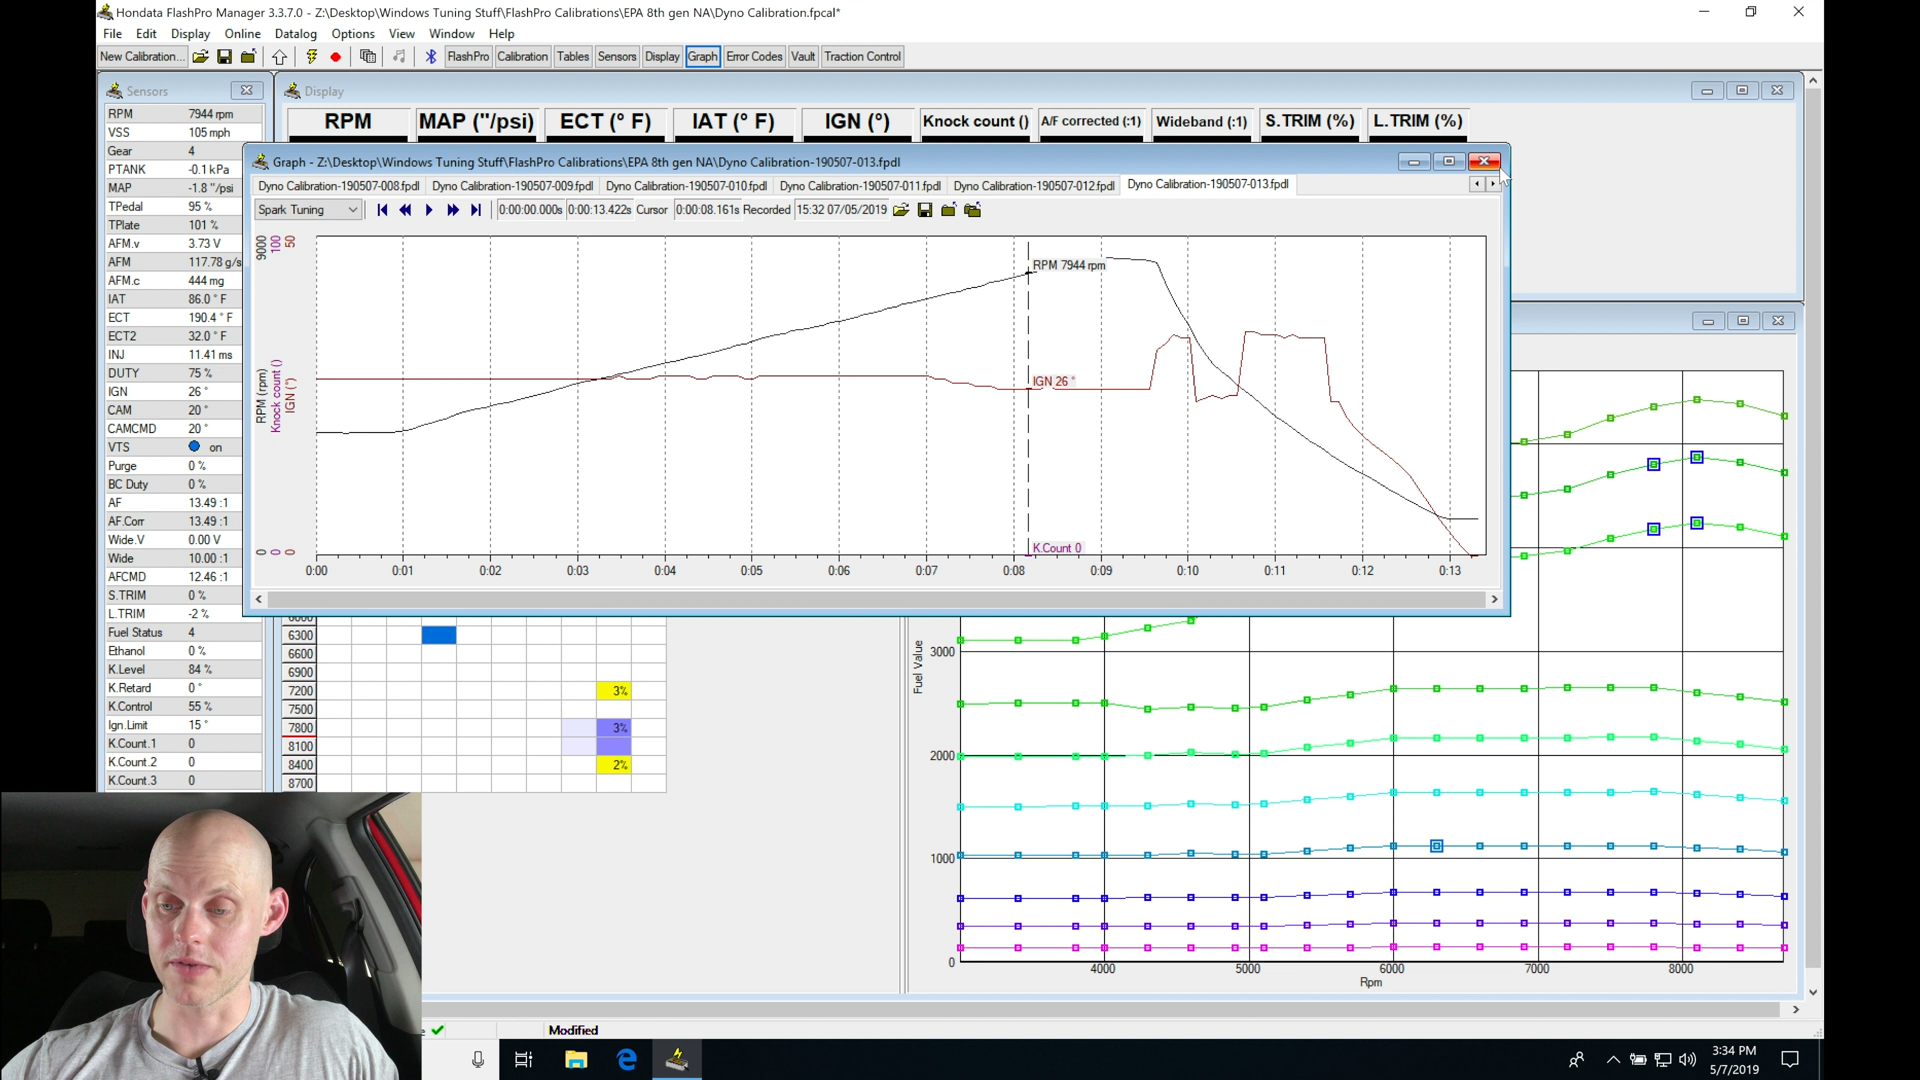 Hondata FlashPro Manager 3.3.7.0 - Z:\Desktop\Windows Tuning Stuff\FlashPro Calibrations\EPA 8th gen NA\Dyno Calibration.fpcal*
File Edit Display Online Datalog Options View Window Help
New Calibration... FlashPro Calibration Tables Sensors Display Graph Error Codes Vault Traction Control
Sensors
RPM 7944 rpm
VSS 105 mph
Gear 4
PTANK -0.1 kPa
MAP -1.8 "/psi
TPedal 95 %
TPlate 101 %
AFM.v 3.73 V
AFM 117.78 g/s
AFM.c 444 mg
IAT 86.0 ° F
ECT 190.4 ° F
ECT2 32.0 ° F
INJ 11.41 ms
DUTY 75 %
IGN 26 °
CAM 20 °
CAMCMD 20 °
VTS on
Purge 0 %
BC Duty 0 %
AF 13.49 :1
AF.Corr 13.49 :1
Wide.V 0.00 V
Wide 10.00 :1
AFCMD 12.46 :1
S.TRIM 0 %
L.TRIM -2 %
Fuel Status 4
Ethanol 0 %
K.Level 84 %
K.Retard 0 °
K.Control 55 %
Ign.Limit 15 °
K.Count.1 0
K.Count.2 0
K.Count.3 0
Display
RPM MAP ("/psi) ECT (° F) IAT (° F) IGN (°) Knock count () A/F corrected (:1) Wideband (:1) S.TRIM (%) L.TRIM (%)
Graph - Z:\Desktop\Windows Tuning Stuff\FlashPro Calibrations\EPA 8th gen NA\Dyno Calibration-190507-013.fpdl
Dyno Calibration-190507-008.fpdl Dyno Calibration-190507-009.fpdl Dyno Calibration-190507-010.fpdl Dyno Calibration-190507-011.fpdl Dyno Calibration-190507-012.fpdl Dyno Calibration-190507-013.fpdl
Spark Tuning 0:00:00.000s 0:00:13.422s Cursor 0:00:08.161s Recorded 15:32 07/05/2019
9000 100 50
RPM (rpm)
Knock count ()
IGN (°)
0 0 0
RPM 7944 rpm
IGN 26 °
K.Count 0
0:00 0:01 0:02 0:03 0:04 0:05 0:06 0:07 0:08 0:09 0:10 0:11 0:12 0:13
6300
6600
6900
7200 3%
7500
7800 3%
8100
8400 2%
8700
Fuel Value
3000
2000
1000
0
4000 5000 6000 7000 8000
Rpm
Modified
3:34 PM
5/7/2019